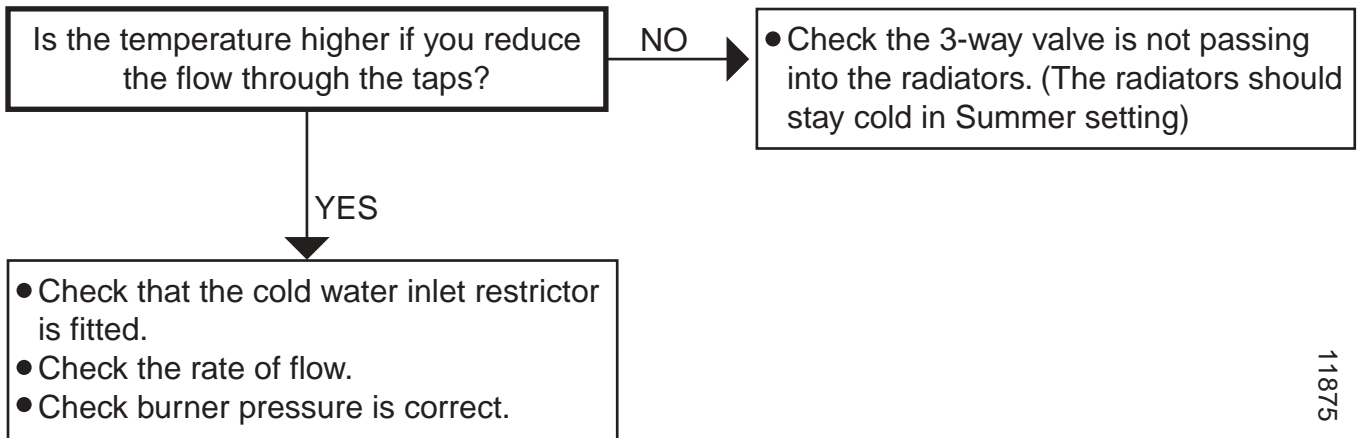 Is the temperature higher if you reduce
the flow through the taps?
NO
● Check the 3-way valve is not passing
into the radiators. (The radiators should
stay cold in Summer setting)
YES
● Check that the cold water inlet restrictor
is fitted.
● Check the rate of flow.
● Check burner pressure is correct.
11875